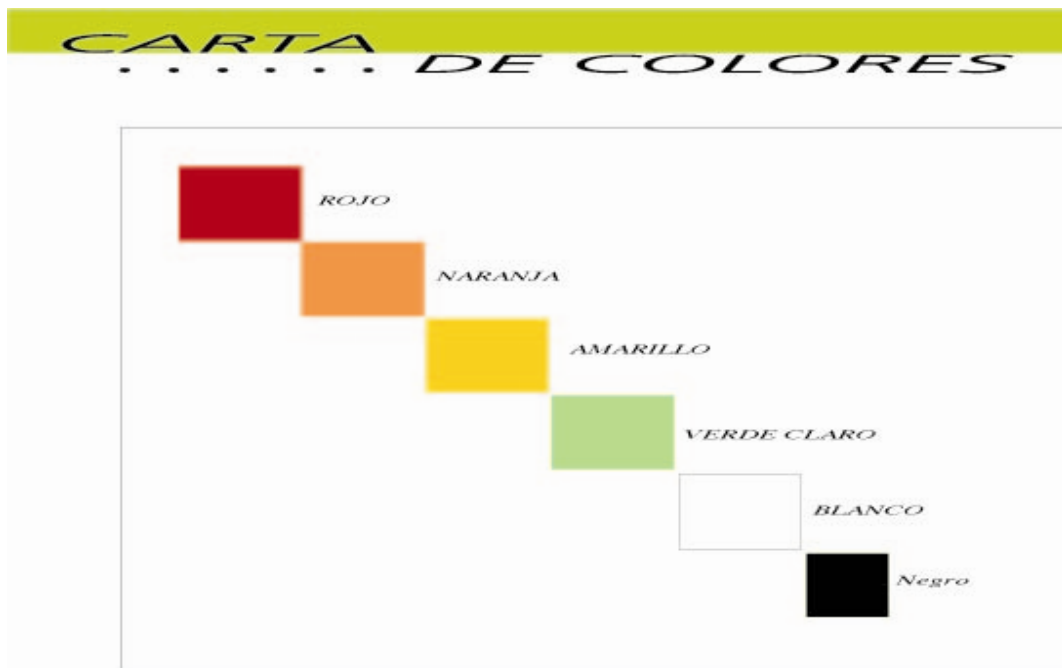 CARTA
...... DE COLORES
ROJO
NARANJA
AMARILLO
VERDE CLARO
BLANCO
Negro